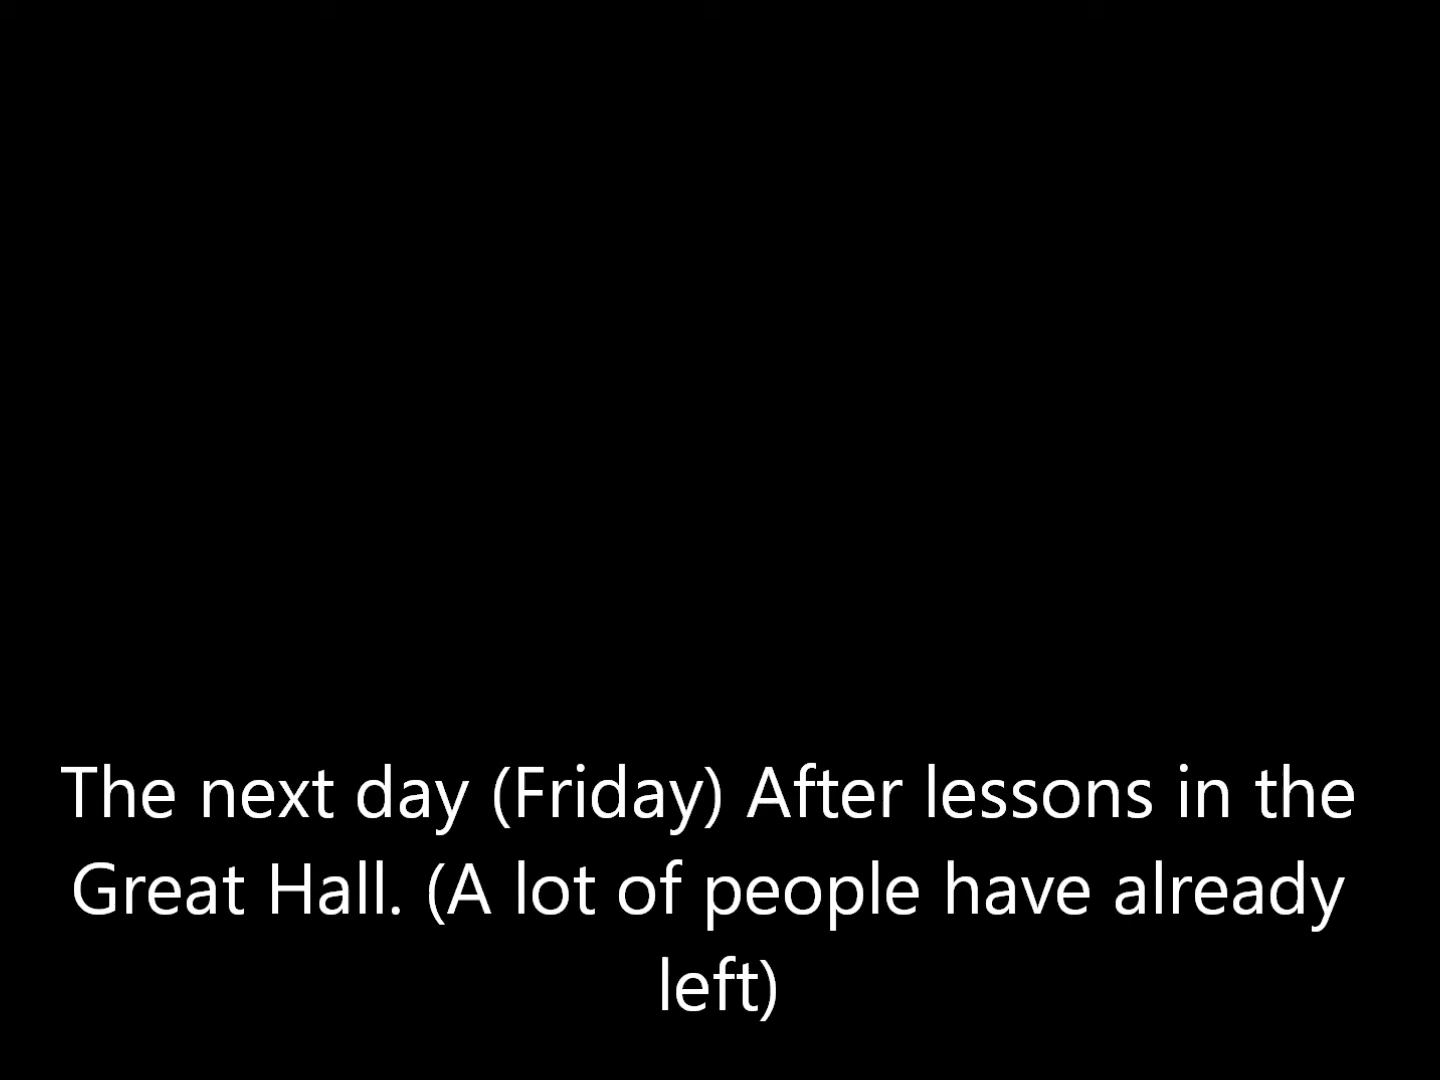 The next day (Friday) After lessons in the
Great Hall. (A lot of people have already
left)